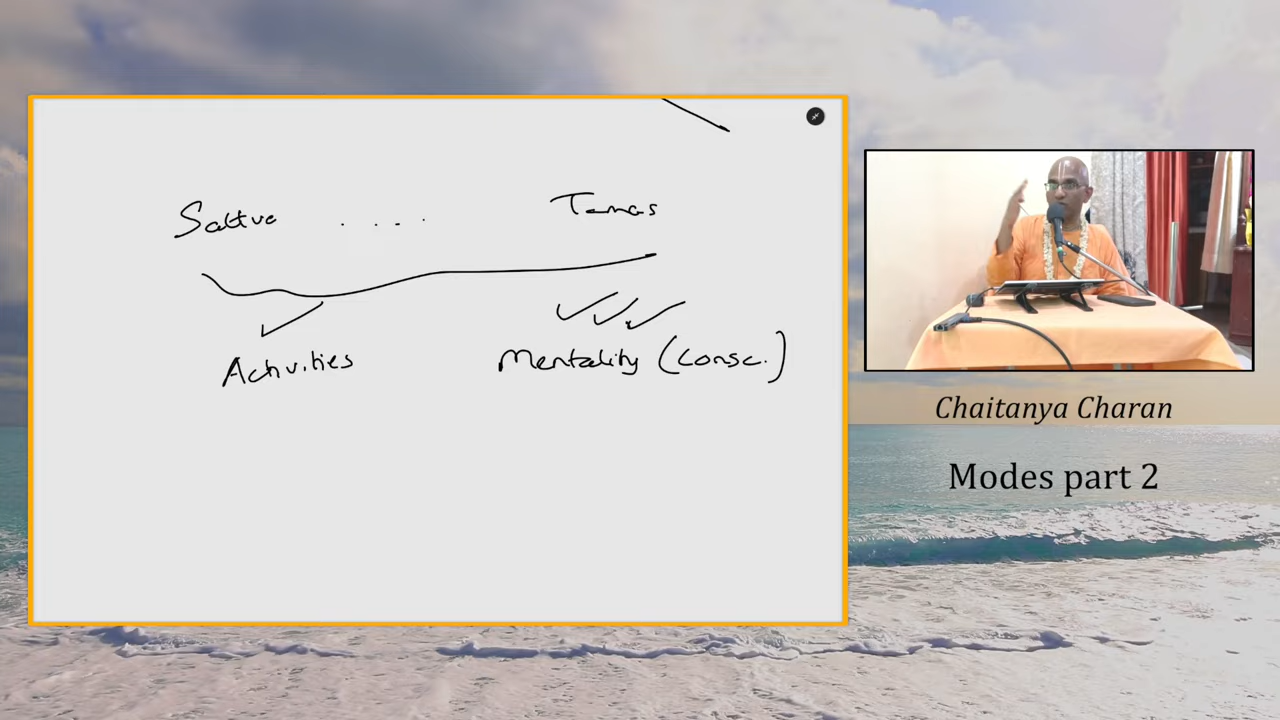 Sattva .... Tamas
Activities Mentality (Consc.)
Chaitanya Charan
Modes part 2